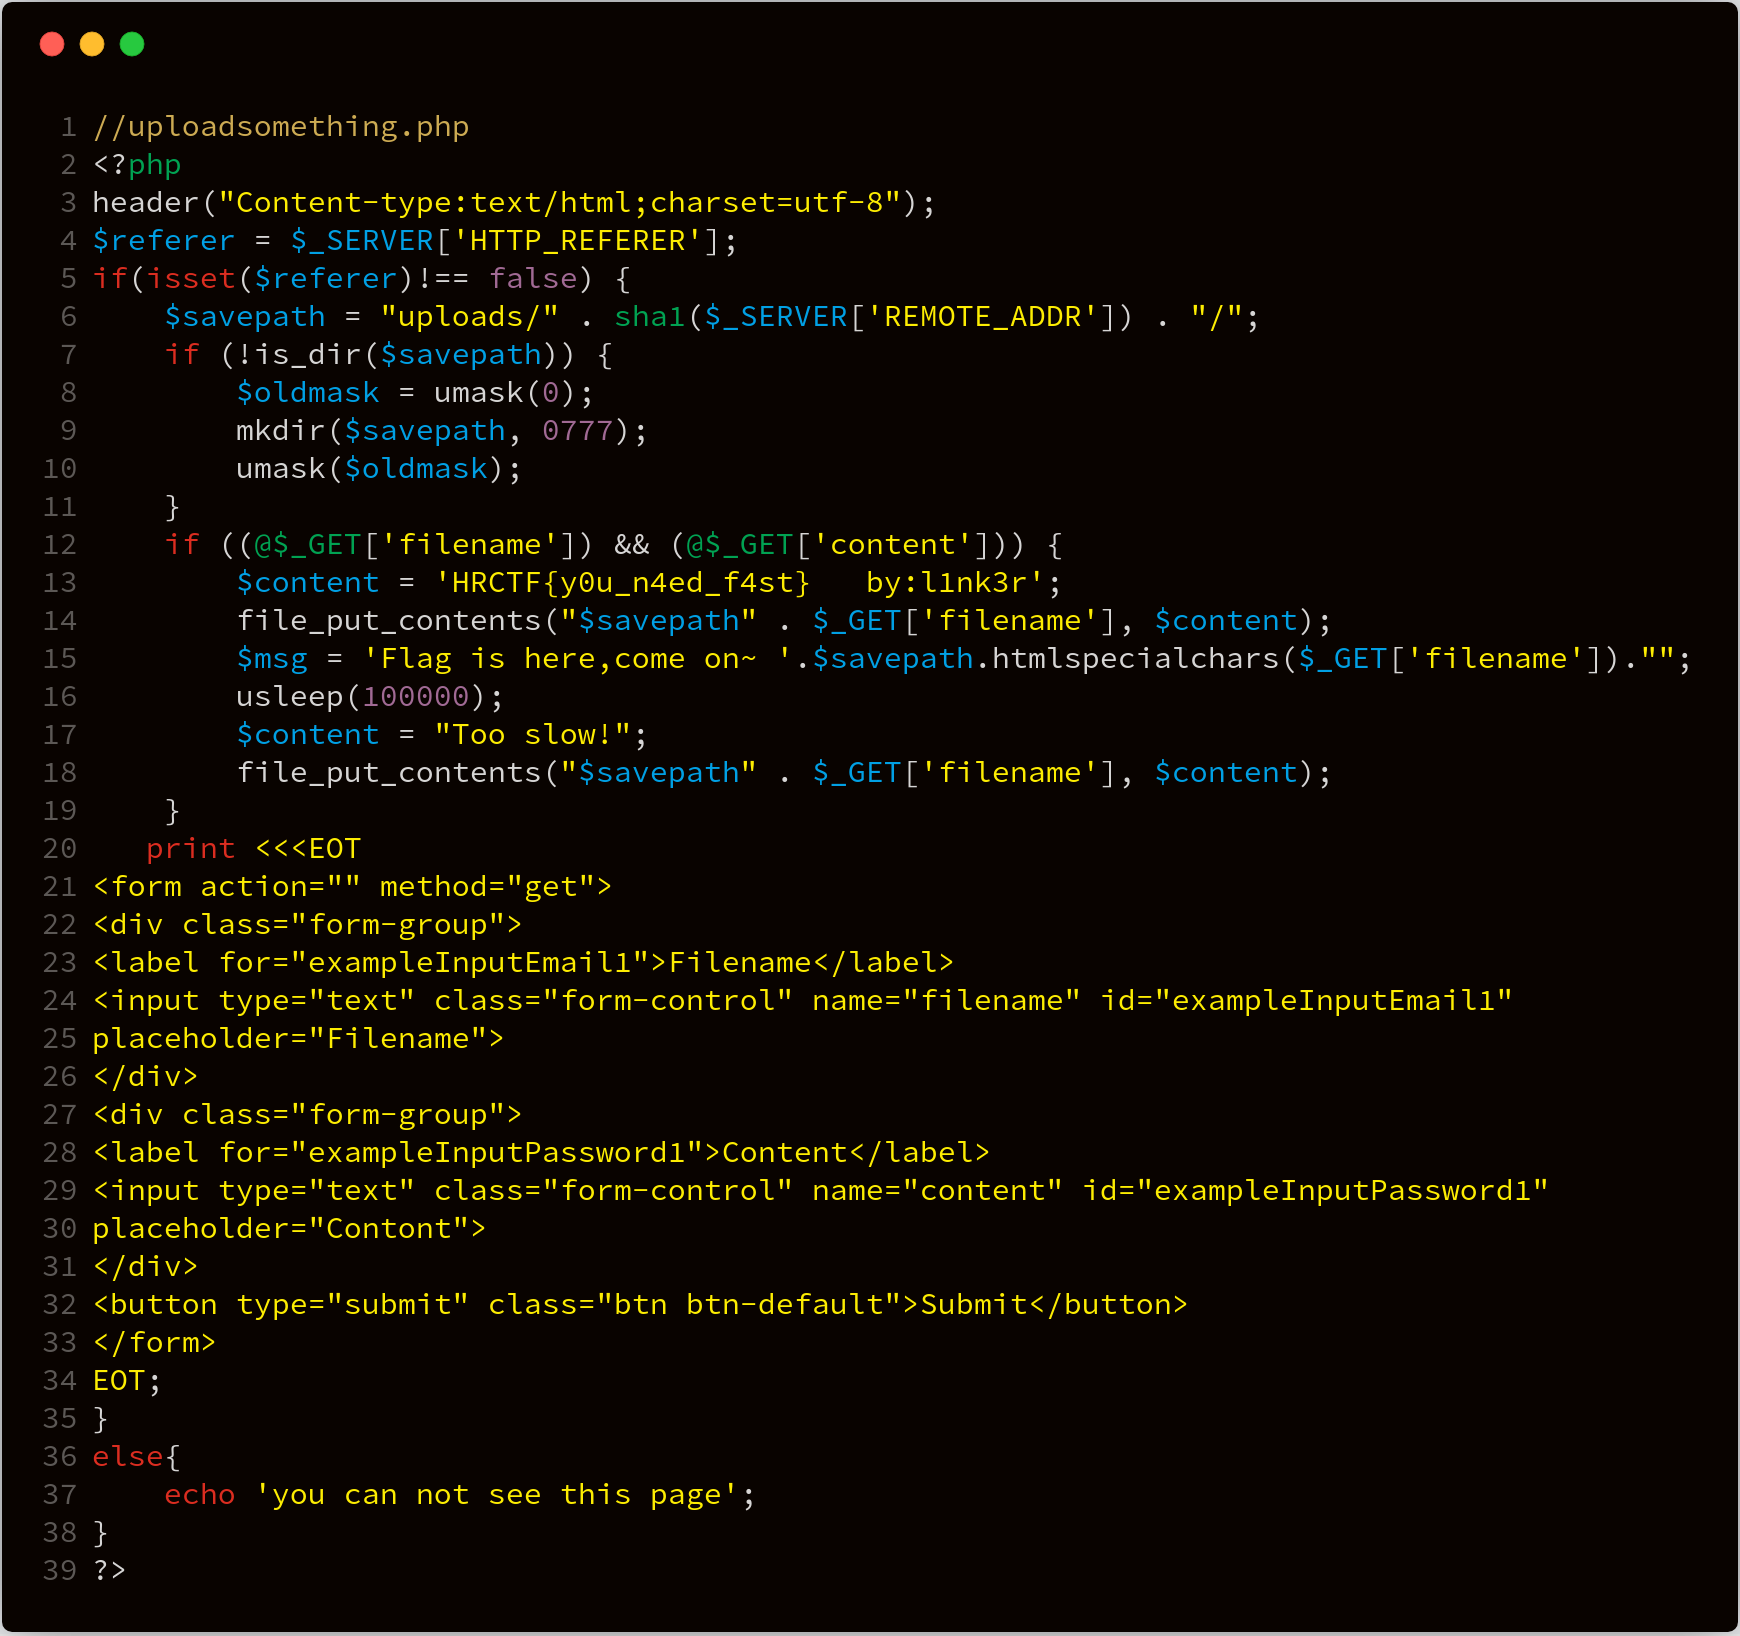 1 //uploadsomething.php
2 <?php
3 header("Content-type:text/html;charset=utf-8");
4 $referer = $_SERVER['HTTP_REFERER'];
5 if(isset($referer)!== false) {
6     $savepath = "uploads/" . sha1($_SERVER['REMOTE_ADDR']) . "/";
7     if (!is_dir($savepath)) {
8         $oldmask = umask(0);
9         mkdir($savepath, 0777);
10         umask($oldmask);
11     }
12     if ((@$_GET['filename']) && (@$_GET['content'])) {
13         $content = 'HRCTF{y0u_n4ed_f4st}   by:l1nk3r';
14         file_put_contents("$savepath" . $_GET['filename'], $content);
15         $msg = 'Flag is here,come on~ '.$savepath.htmlspecialchars($_GET['filename'])."";
16         usleep(100000);
17         $content = "Too slow!";
18         file_put_contents("$savepath" . $_GET['filename'], $content);
19     }
20    print <<<EOT
21 <form action="" method="get">
22 <div class="form-group">
23 <label for="exampleInputEmail1">Filename</label>
24 <input type="text" class="form-control" name="filename" id="exampleInputEmail1"
25 placeholder="Filename">
26 </div>
27 <div class="form-group">
28 <label for="exampleInputPassword1">Content</label>
29 <input type="text" class="form-control" name="content" id="exampleInputPassword1"
30 placeholder="Contont">
31 </div>
32 <button type="submit" class="btn btn-default">Submit</button>
33 </form>
34 EOT;
35 }
36 else{
37     echo 'you can not see this page';
38 }
39 ?>